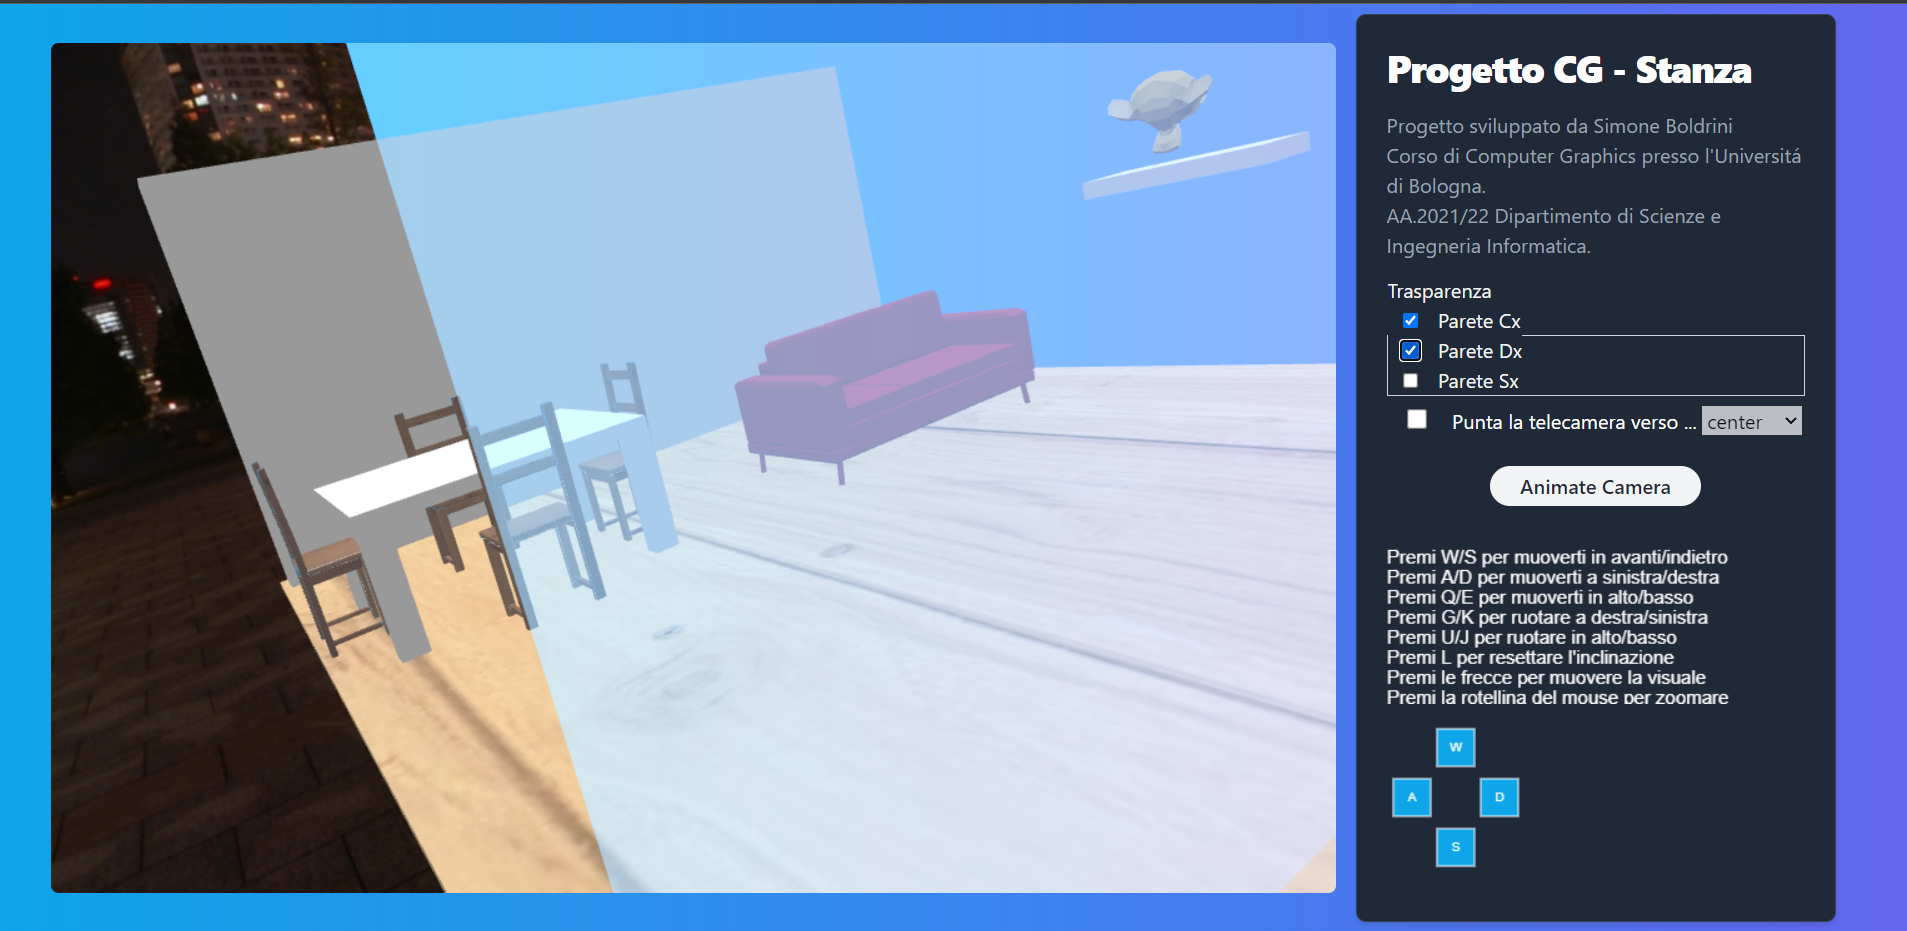 Progetto CG - Stanza
Progetto sviluppato da Simone Boldrini
Corso di Computer Graphics presso l'Universitá
di Bologna.
AA.2021/22 Dipartimento di Scienze e
Ingegneria Informatica.
Trasparenza
Parete Cx
Parete Dx
Parete Sx
Punta la telecamera verso ... center
Animate Camera
Premi W/S per muoverti in avanti/indietro
Premi A/D per muoverti a sinistra/destra
Premi Q/E per muoverti in alto/basso
Premi G/K per ruotare a destra/sinistra
Premi U/J per ruotare in alto/basso
Premi L per resettare l'inclinazione
Premi le frecce per muovere la visuale
Premi la rotellina del mouse per zoomare
W
A D
S